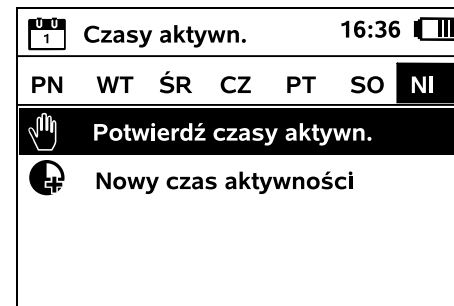 1 Czasy aktywn. 16:36
PN WT ŚR CZ PT SO NI
Potwierdź czasy aktywn.
Nowy czas aktywności